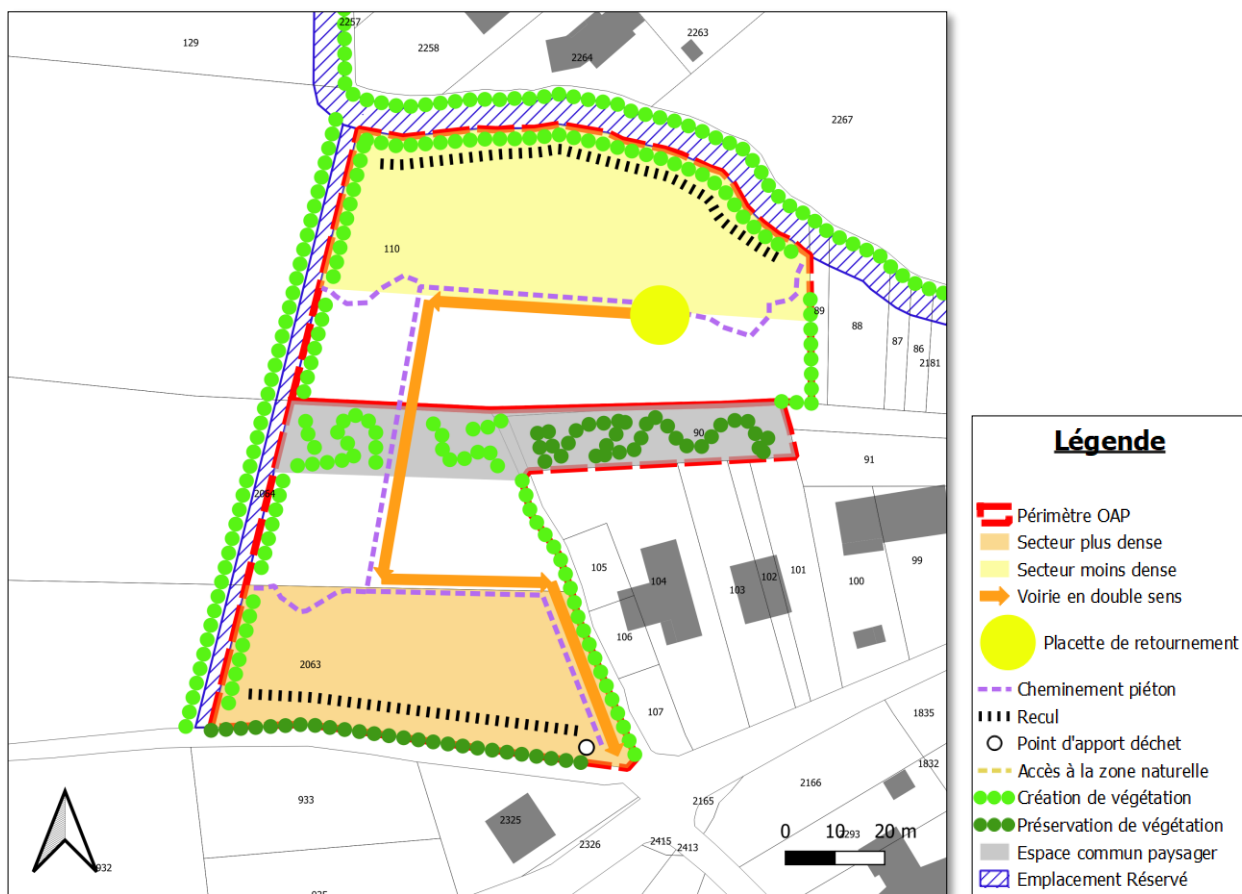 2257
129
2258
2263
2264
2267
110
89
88
87
86
2181
90
91
2064
99
105
104
103
102
101
100
106
2063
107
1835
1832
2166
933
2165
2325
2326
2415
2413
2293
932
935
0 10 20 m
Légende
Périmètre OAP
Secteur plus dense
Secteur moins dense
Voirie en double sens
Placette de retournement
Cheminement piéton
Recul
Point d'apport déchet
Accès à la zone naturelle
Création de végétation
Préservation de végétation
Espace commun paysager
Emplacement Réservé